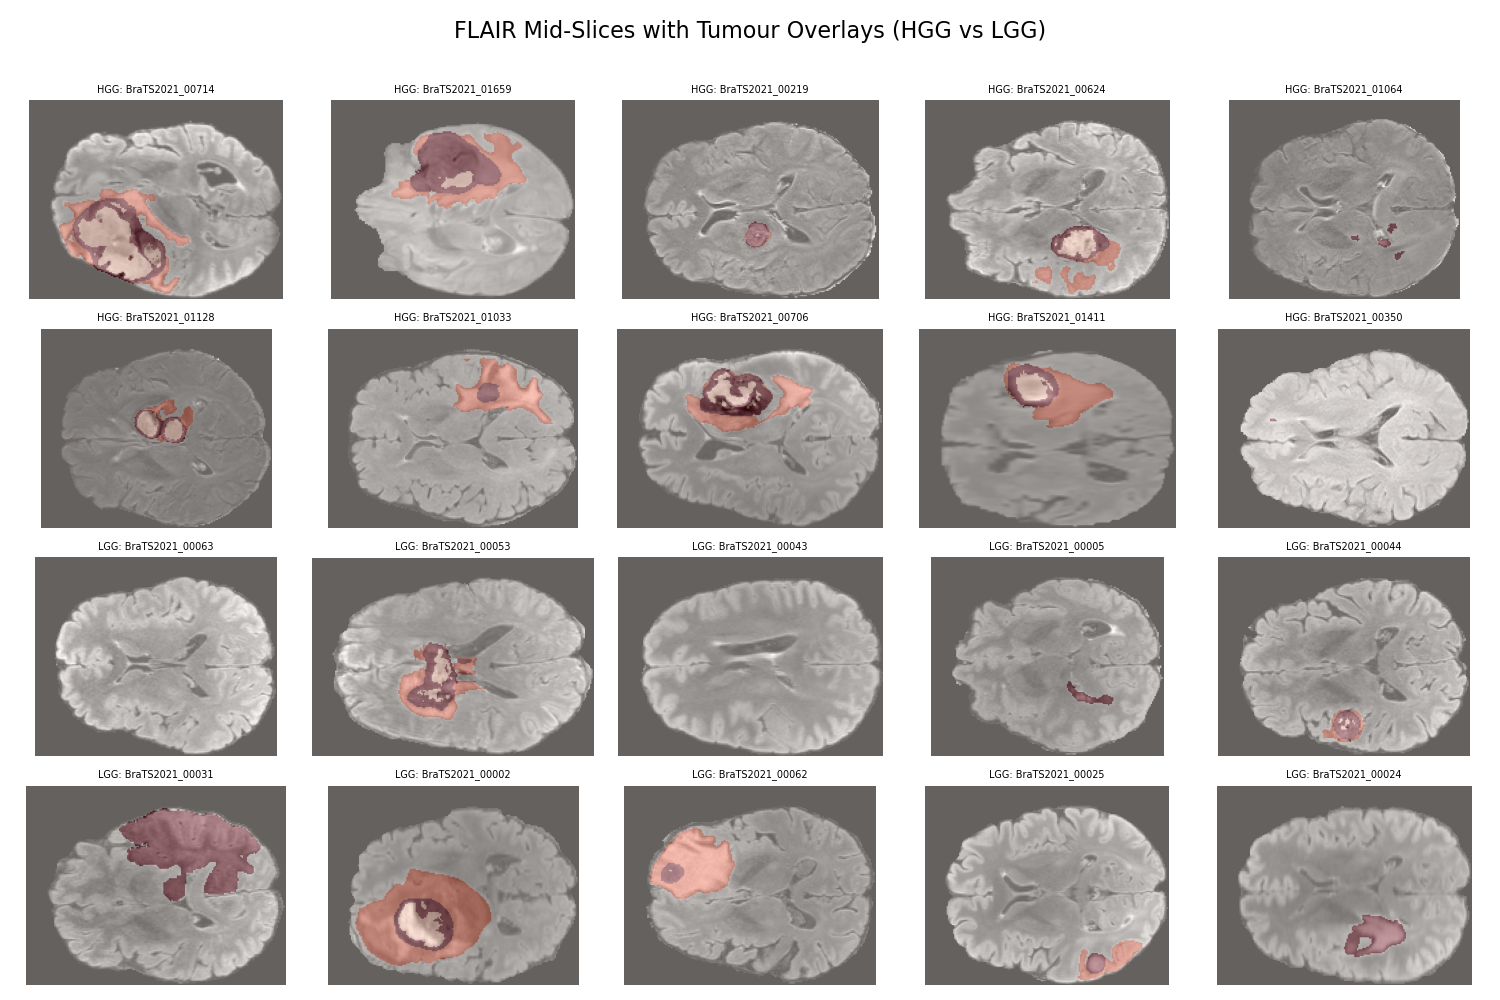 FLAIR Mid-Slices with Tumour Overlays (HGG vs LGG)
HGG: BraTS2021_00714
HGG: BraTS2021_01659
HGG: BraTS2021_00219
HGG: BraTS2021_00624
HGG: BraTS2021_01064
HGG: BraTS2021_01128
HGG: BraTS2021_01033
HGG: BraTS2021_00706
HGG: BraTS2021_01411
HGG: BraTS2021_00350
LGG: BraTS2021_00063
LGG: BraTS2021_00053
LGG: BraTS2021_00043
LGG: BraTS2021_00005
LGG: BraTS2021_00044
LGG: BraTS2021_00031
LGG: BraTS2021_00002
LGG: BraTS2021_00062
LGG: BraTS2021_00025
LGG: BraTS2021_00024